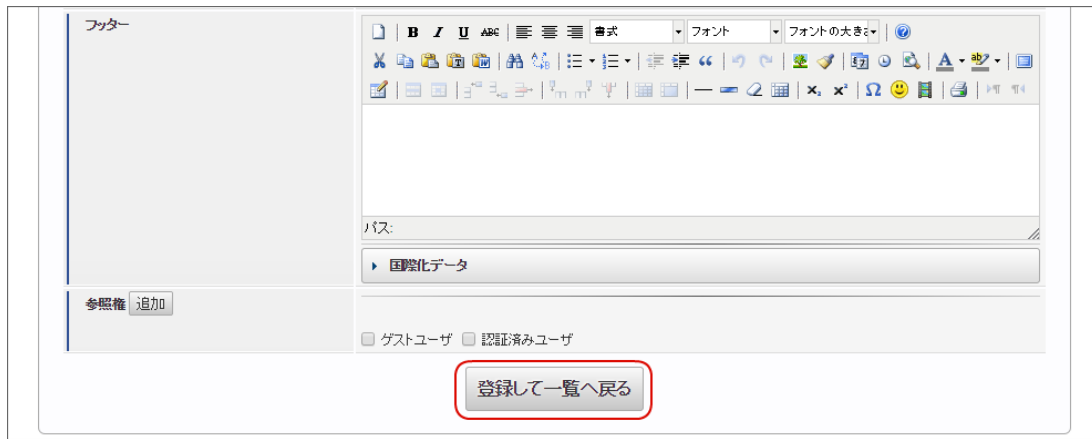 フッター
B I U ABC 書式 フォント フォントの大きさ
パス:
国際化データ
参照権 追加
ゲストユーザ 認証済みユーザ
登録して一覧へ戻る